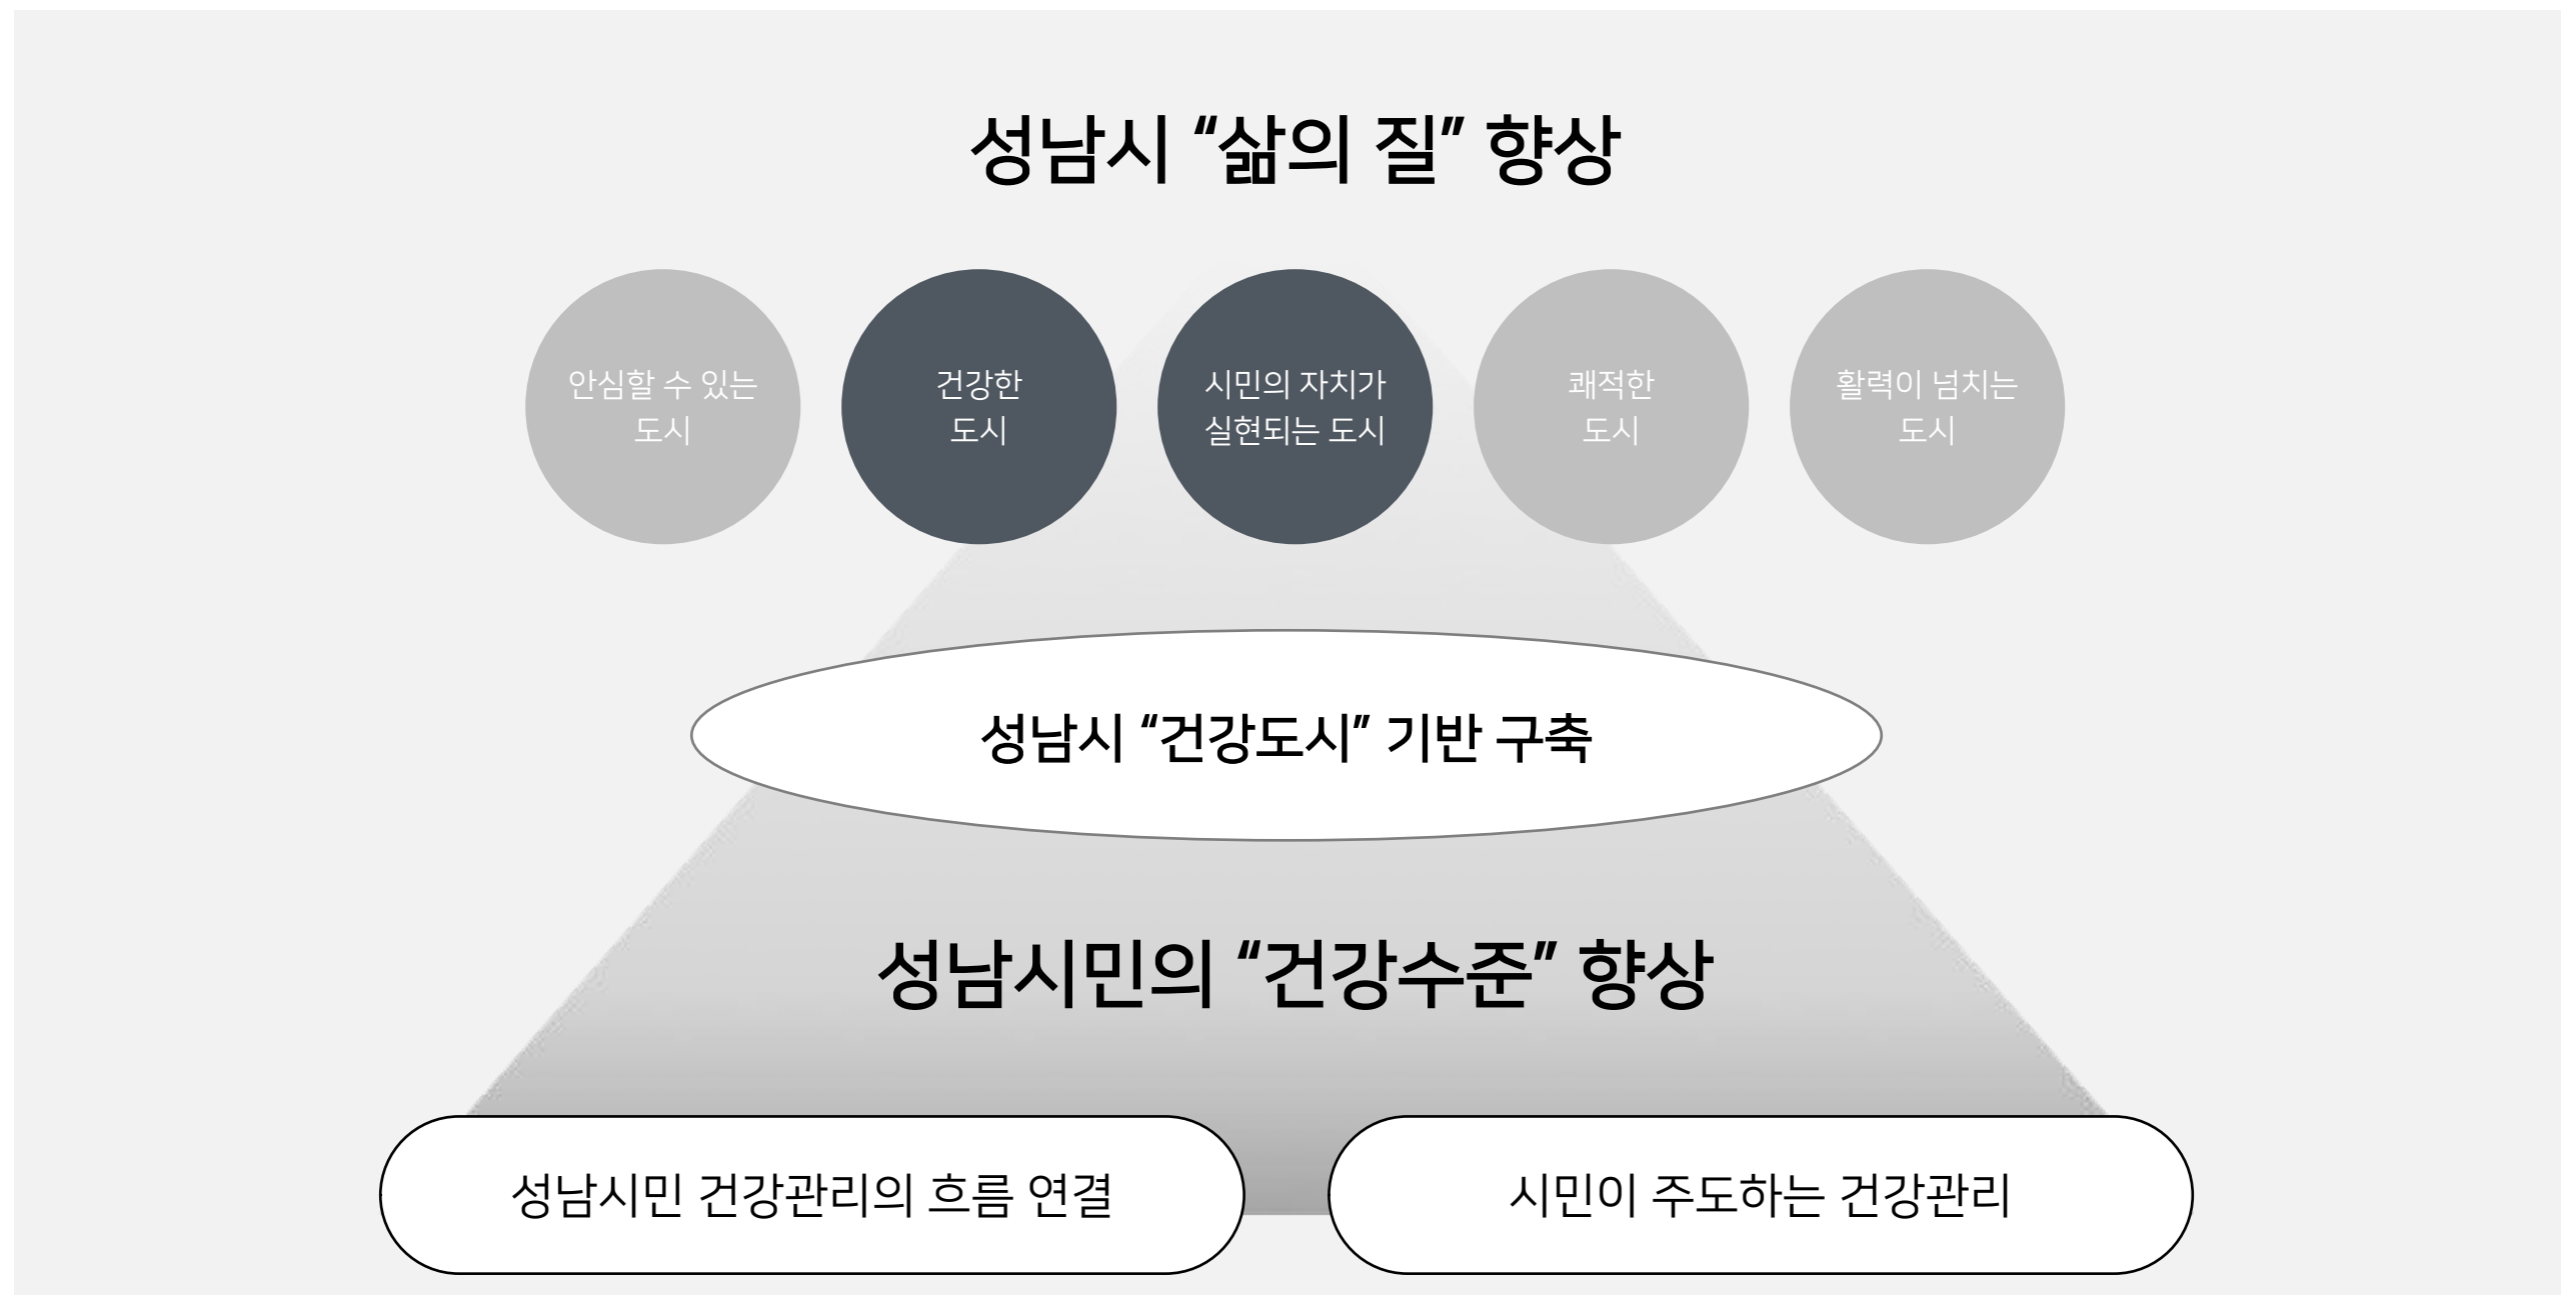 성남시 “삶의 질” 향상
안심할 수 있는
도시
건강한
도시
시민의 자치가
실현되는 도시
쾌적한
도시
활력이 넘치는
도시
성남시 “건강도시” 기반 구축
성남시민의 “건강수준” 향상
성남시민 건강관리의 흐름 연결
시민이 주도하는 건강관리